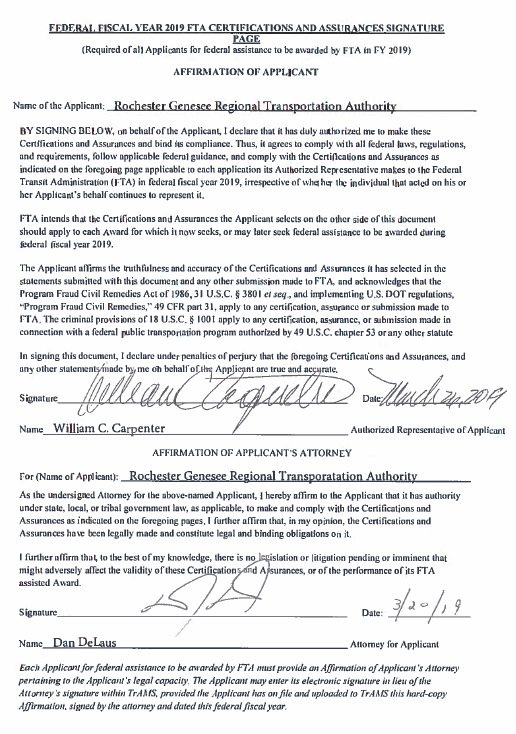 FEDERAL FISCAL YEAR 2019 FTA CERTIFICATIONS AND ASSURANCES SIGNATURE
PAGE
(Required of all Applicants for federal assistance to be awarded by FTA in FY 2019)
AFFIRMATION OF APPLICANT
Name of the Applicant: Rochester Genesee Regional Transportation Authority
BY SIGNING BELOW, on behalf of the Applicant, I declare that it has duly authorized me to make these
Certifications and Assurances and bind its compliance. Thus, it agrees to comply with all federal laws, regulations,
and requirements, follow applicable federal guidance, and comply with the Certifications and Assurances as
indicated on the foregoing page applicable to each application its Authorized Representative makes to the Federal
Transit Administration (FTA) in federal fiscal year 2019, irrespective of whether the individual that acted on his or
her Applicant's behalf continues to represent it.
FTA intends that the Certifications and Assurances the Applicant selects on the other side of this document
should apply to each Award for which it now seeks, or may later seek federal assistance to be awarded during
federal fiscal year 2019.
The Applicant affirms the truthfulness and accuracy of the Certifications and Assurances it has selected in the
statements submitted with this document and any other submission made to FTA, and acknowledges that the
Program Fraud Civil Remedies Act of 1986, 31 U.S.C. § 3801 et seq., and implementing U.S. DOT regulations,
"Program Fraud Civil Remedies," 49 CFR part 31, apply to any certification, assurance or submission made to
FTA. The criminal provisions of 18 U.S.C. § 1001 apply to any certification, assurance, or submission made in
connection with a federal public transportation program authorized by 49 U.S.C. chapter 53 or any other statute
In signing this document, I declare under penalties of perjury that the foregoing Certifications and Assurances, and
any other statements made by me on behalf of the Applicant are true and accurate.
Signature Date: March 26, 2019
Name William C. Carpenter Authorized Representative of Applicant
AFFIRMATION OF APPLICANT'S ATTORNEY
For (Name of Applicant): Rochester Genesee Regional Transporatation Authority
As the undersigned Attorney for the above-named Applicant, I hereby affirm to the Applicant that it has authority
under state, local, or tribal government law, as applicable, to make and comply with the Certifications and
Assurances as indicated on the foregoing pages. I further affirm that, in my opinion, the Certifications and
Assurances have been legally made and constitute legal and binding obligations on it.
I further affirm that, to the best of my knowledge, there is no legislation or litigation pending or imminent that
might adversely affect the validity of these Certifications and Assurances, or of the performance of its FTA
assisted Award.
Signature Date: 3/20/19
Name Dan DeLaus Attorney for Applicant
Each Applicant for federal assistance to be awarded by FTA must provide an Affirmation of Applicant's Attorney
pertaining to the Applicant's legal capacity. The Applicant may enter its electronic signature in lieu of the
Attorney's signature within TrAMS, provided the Applicant has on file and uploaded to TrAMS this hard-copy
Affirmation, signed by the attorney and dated this federal fiscal year.